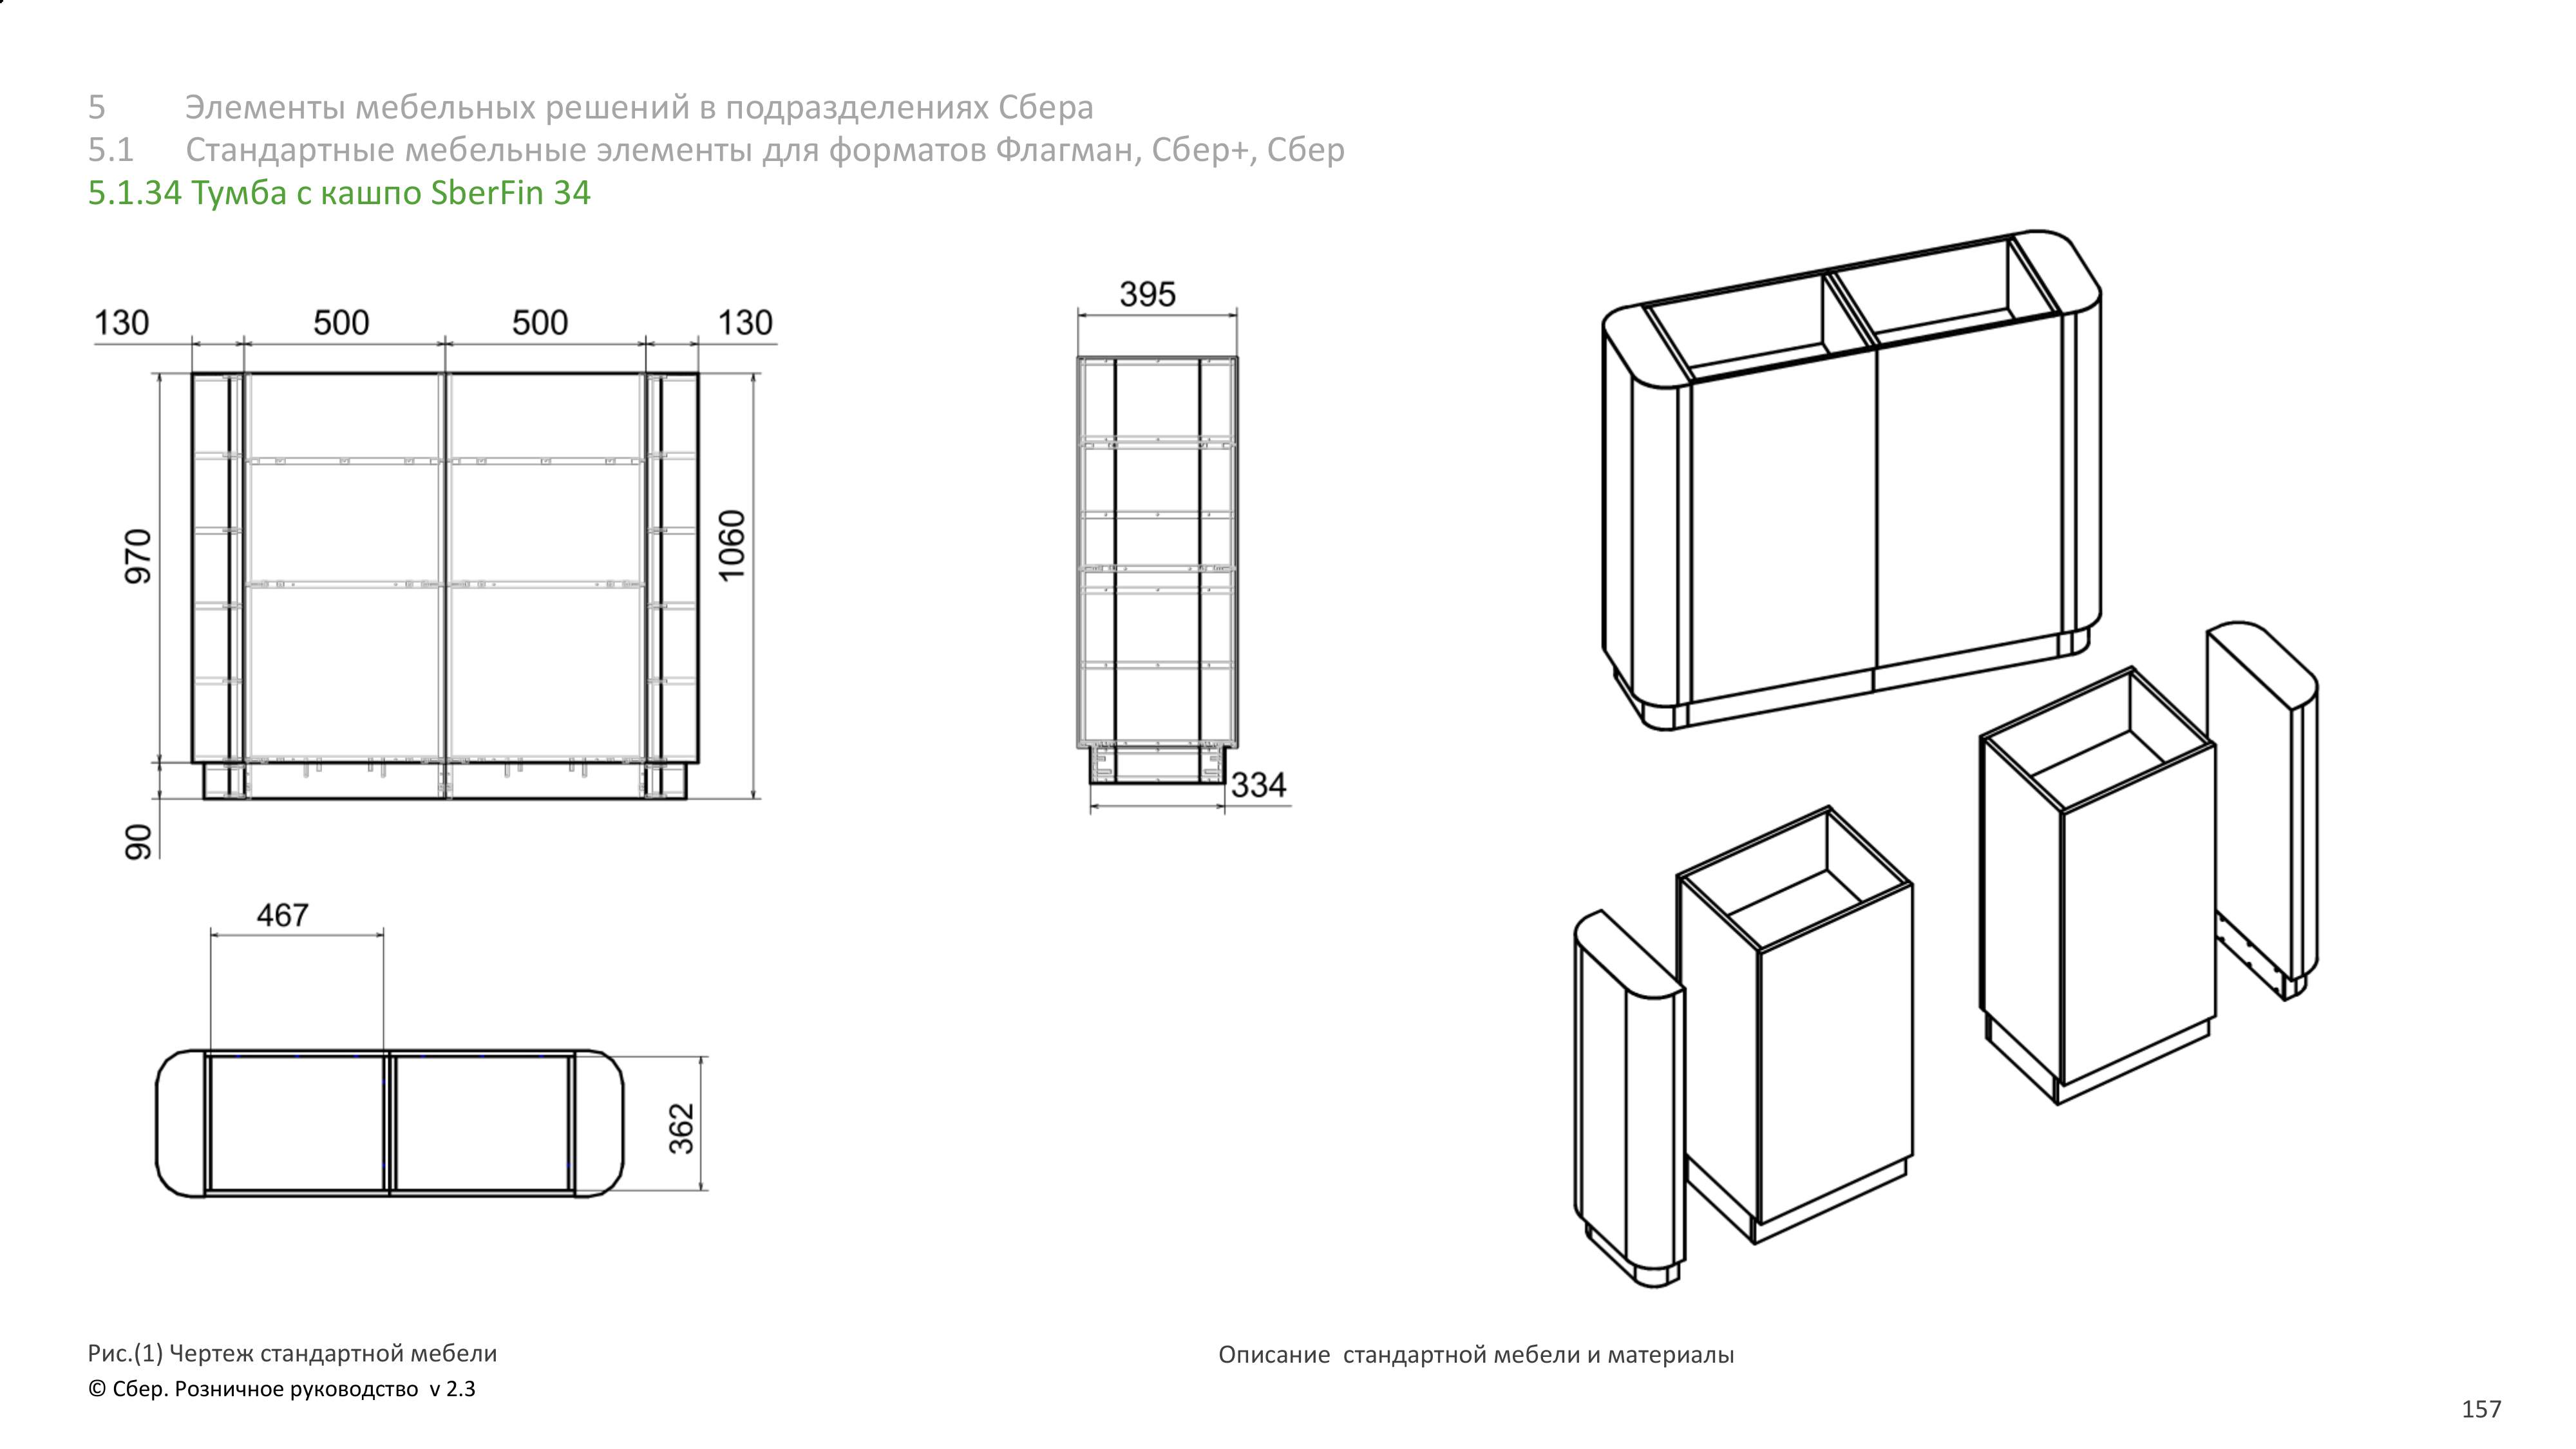 5 Элементы мебельных решений в подразделениях Сбера
5.1 Стандартные мебельные элементы для форматов Флагман, Сбер+, Сбер
5.1.34 Тумба с кашпо SberFin 34
130 500 500 130
970
1060
90
395
334
467
362
Рис.(1) Чертеж стандартной мебели
Описание стандартной мебели и материалы
© Сбер. Розничное руководство v 2.3
157